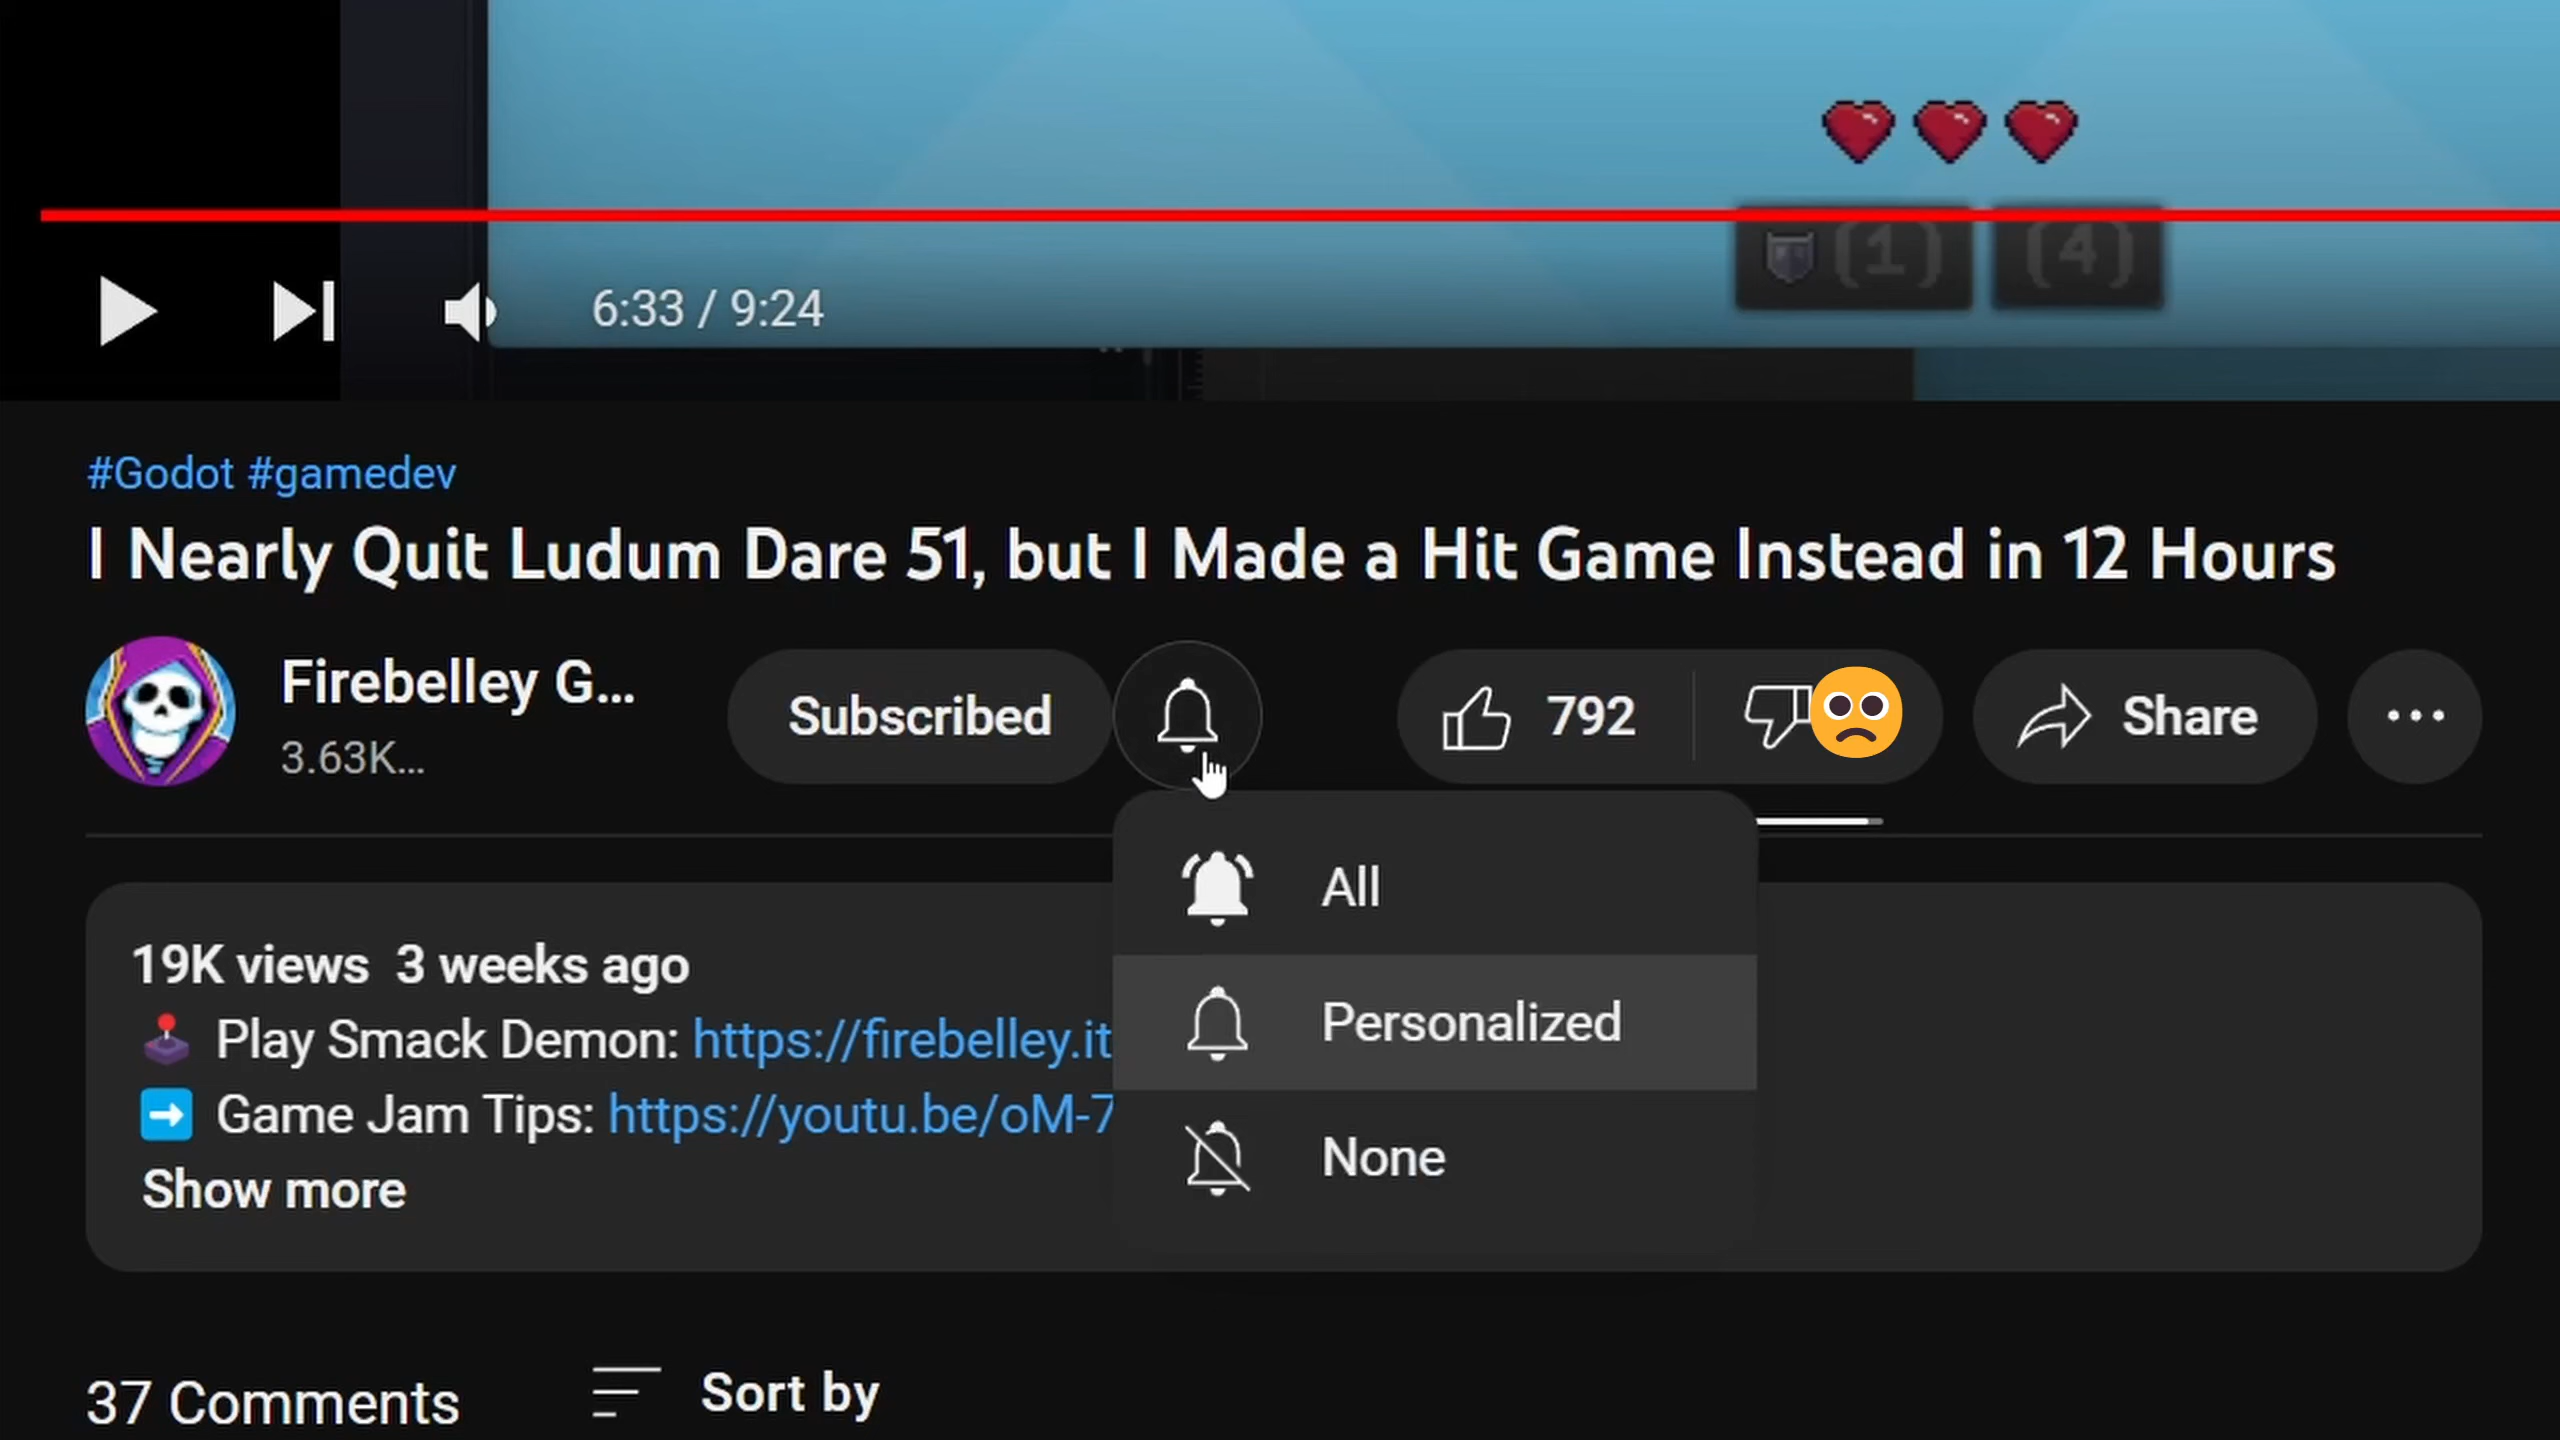 (1) (4)
6:33 / 9:24
#Godot #gamedev
I Nearly Quit Ludum Dare 51, but I Made a Hit Game Instead in 12 Hours
Firebelley G...
3.63K...
Subscribed
792
Share
All
Personalized
None
19K views 3 weeks ago
Play Smack Demon: https://firebelley.it
Game Jam Tips: https://youtu.be/oM-7
Show more
37 Comments
Sort by